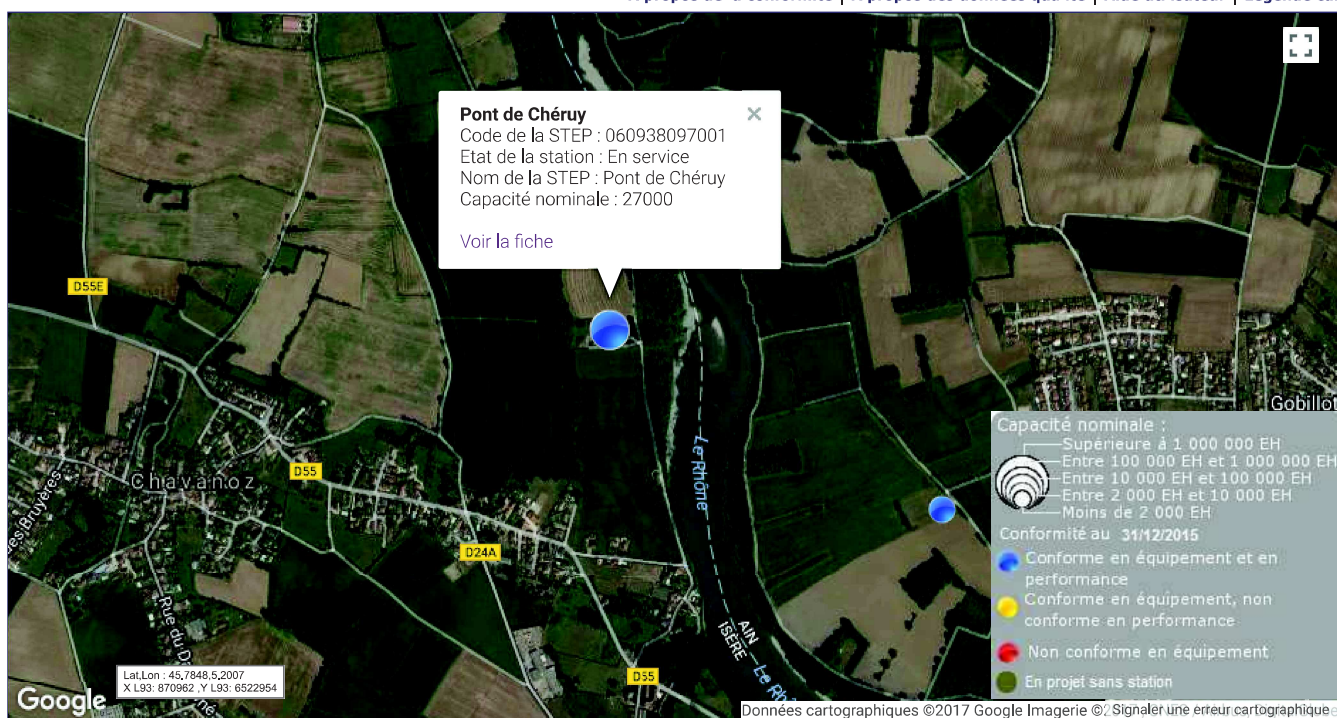 Pont de Chéruy
Code de la STEP : 060938097001
Etat de la station : En service
Nom de la STEP : Pont de Chéruy
Capacité nominale : 27000
Voir la fiche
D55E
D55
Chavanoz
D24A
D55
Le Rhône
AIN
ISÈRE
Gobillot
Capacité nominale :
Supérieure à 1 000 000 EH
Entre 100 000 EH et 1 000 000 EH
Entre 10 000 EH et 100 000 EH
Entre 2 000 EH et 10 000 EH
Moins de 2 000 EH
Conformité au 31/12/2015
Conforme en équipement et en
performance
Conforme en équipement, non
conforme en performance
Non conforme en équipement
En projet sans station
Lat,Lon : 45,7848,5,2007
X L93: 870962 ,Y L93: 6522954
Google
Données cartographiques ©2017 Google Imagerie ©
Signaler une erreur cartographique